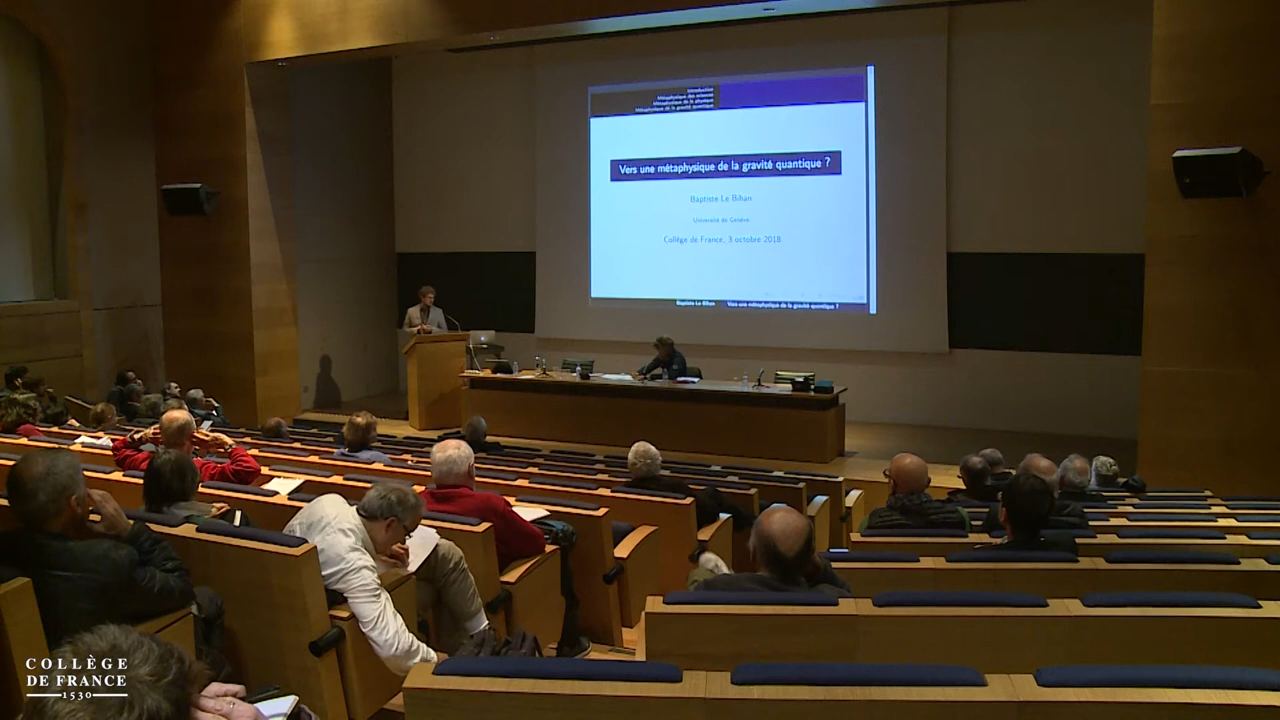 Introduction
Métaphysique des sciences
Métaphysique de la physique
Métaphysique de la gravité quantique
Vers une métaphysique de la gravité quantique ?
Baptiste Le Bihan
Université de Genève
Collège de France, 3 octobre 2018
Baptiste Le Bihan
Vers une métaphysique de la gravité quantique ?
COLLÈGE
DE FRANCE
1530